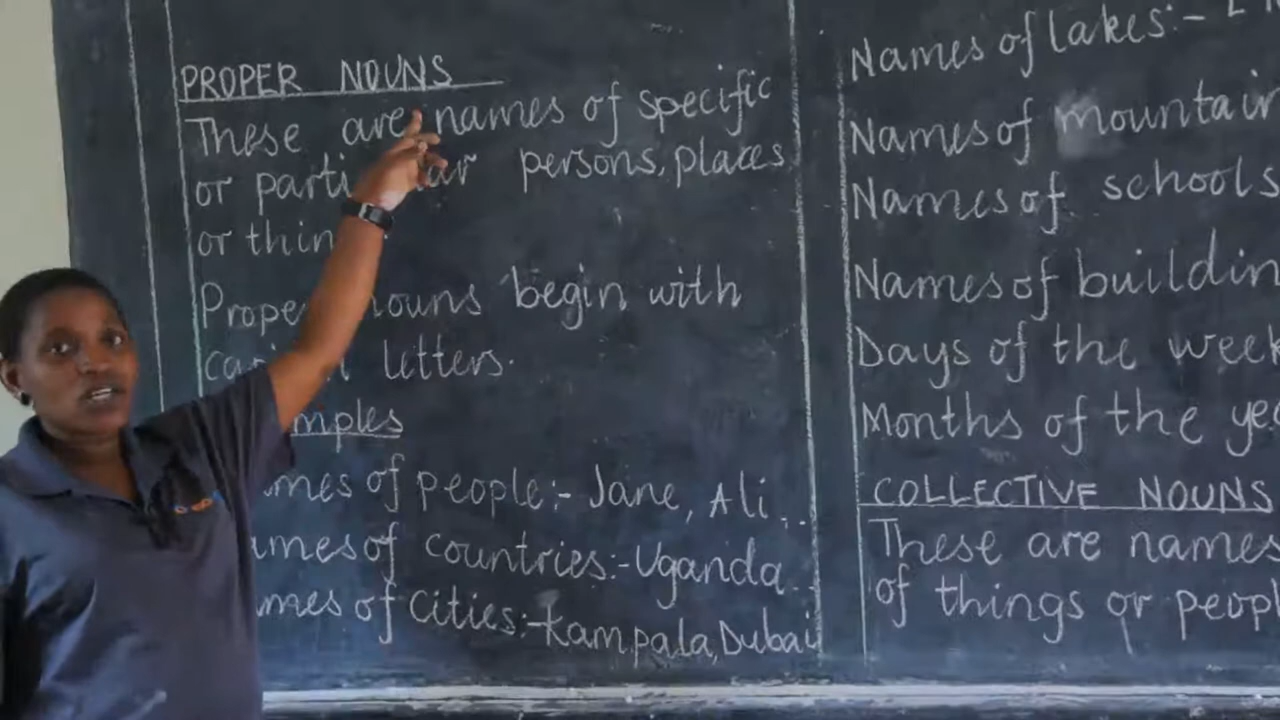 PROPER NOUNS
These are names of specific
or parti ar persons, places
or thin
Prope nouns begin with
letters.
mples
mes of people:- Jane, Ali ..
ames of countries:- Uganda..
mes of Cities:- Kampala, Dubai
Names of lakes:-
Names of mountain
Names of schools
Names of buildin
Days of the week
Months of the ye
COLLECTIVE NOUNS
These are names
of things or peopl